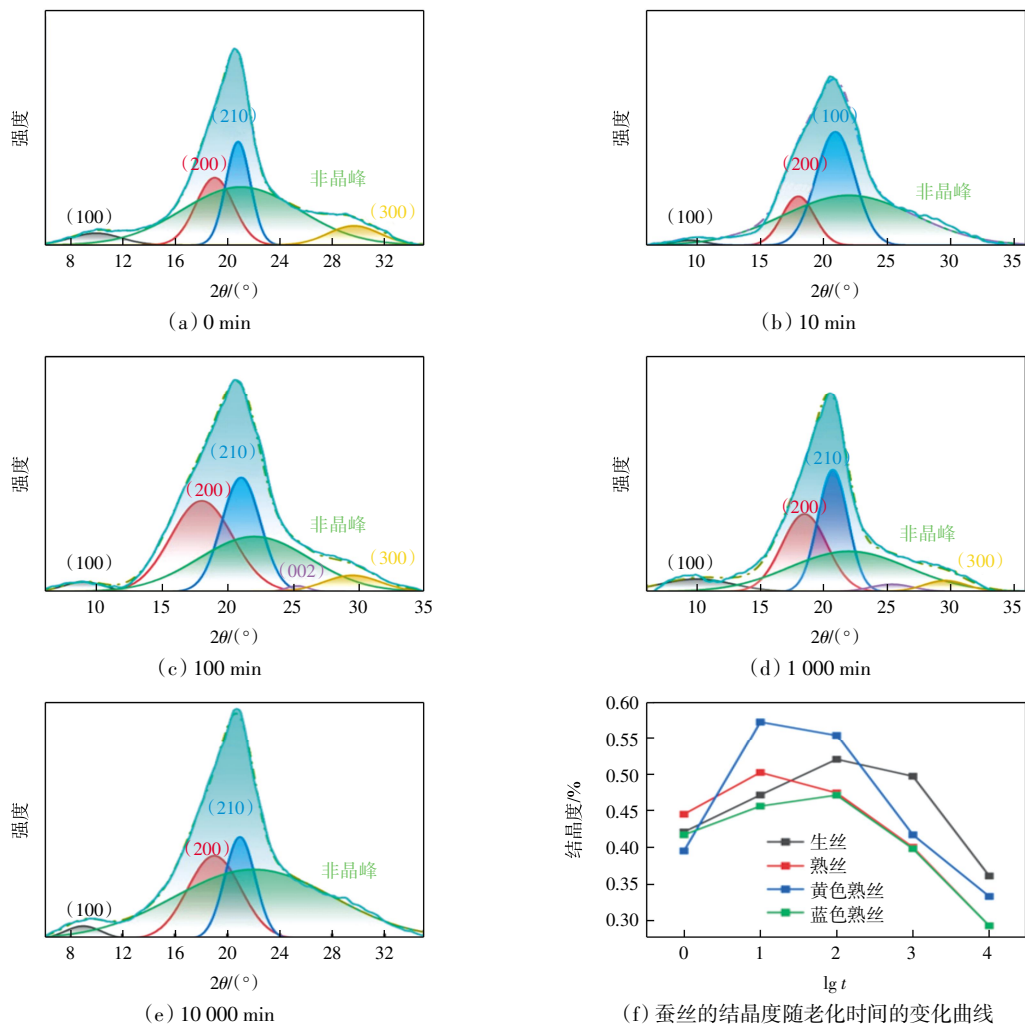 强度
(100)
(200)
(210)
非晶峰
(300)
8 12 16 20 24 28 32
2θ/(°)
(a) 0 min
强度
(100)
(200)
(100)
非晶峰
10 15 20 25 30 35
2θ/(°)
(b) 10 min
强度
(100)
(200)
(210)
非晶峰
(002)
(300)
10 15 20 25 30 35
2θ/(°)
(c) 100 min
强度
(100)
(200)
(210)
非晶峰
(300)
10 15 20 25 30 35
2θ/(°)
(d) 1 000 min
强度
(100)
(200)
(210)
非晶峰
8 12 16 20 24 28 32
2θ/(°)
(e) 10 000 min
结晶度/%
0.60
0.55
0.50
0.45
0.40
0.35
0.30
生丝
熟丝
黄色熟丝
蓝色熟丝
0 1 2 3 4
lg t
(f) 蚕丝的结晶度随老化时间的变化曲线